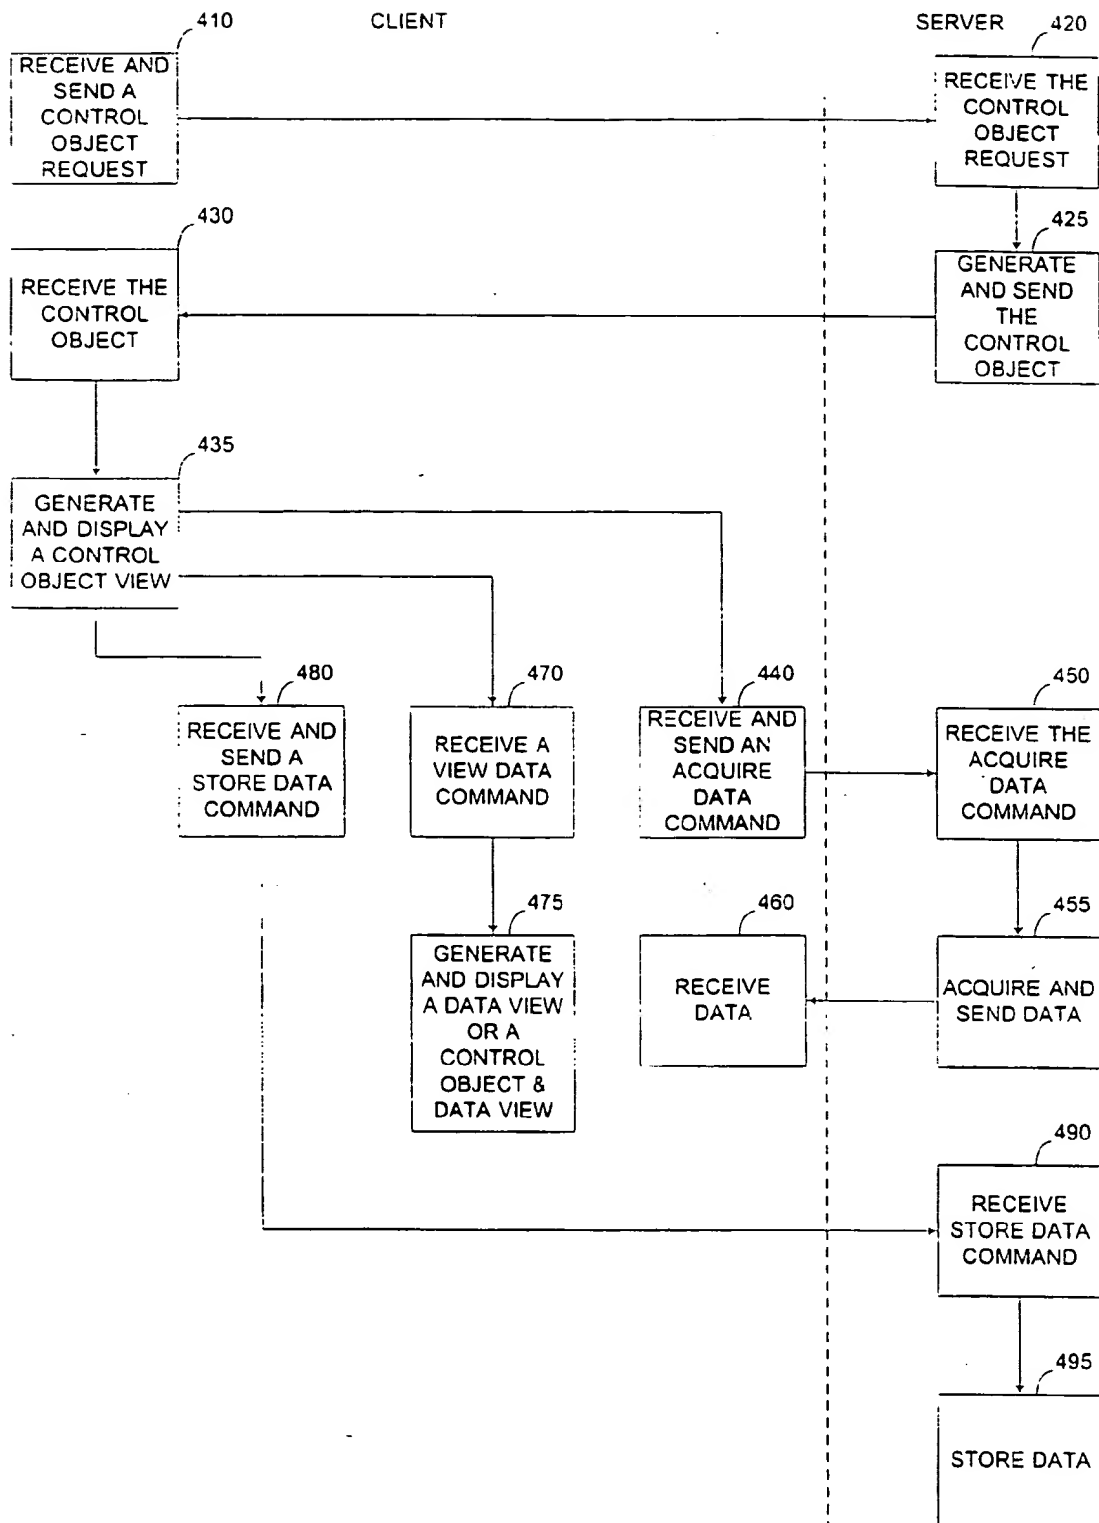 410
CLIENT
SERVER
420
RECEIVE AND
SEND A
CONTROL
OBJECT
REQUEST
RECEIVE THE
CONTROL
OBJECT
REQUEST
430
425
RECEIVE THE
CONTROL
OBJECT
GENERATE
AND SEND
THE
CONTROL
OBJECT
435
GENERATE
AND DISPLAY
A CONTROL
OBJECT VIEW
480
470
440
450
RECEIVE AND
SEND A
STORE DATA
COMMAND
RECEIVE A
VIEW DATA
COMMAND
RECEIVE AND
SEND AN
ACQUIRE
DATA
COMMAND
RECEIVE THE
ACQUIRE
DATA
COMMAND
475
460
455
GENERATE
AND DISPLAY
A DATA VIEW
OR A
CONTROL
OBJECT &
DATA VIEW
RECEIVE
DATA
ACQUIRE AND
SEND DATA
490
RECEIVE
STORE DATA
COMMAND
495
STORE DATA